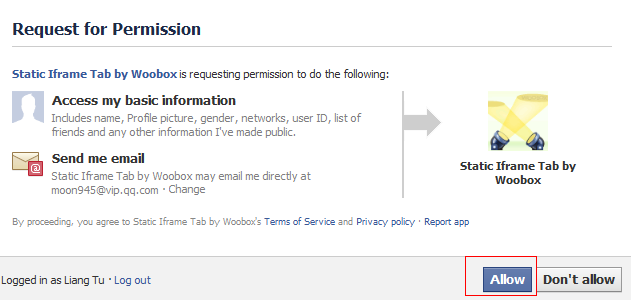 Request for Permission
Static Iframe Tab by Woobox is requesting permission to do the following:
Access my basic information
Includes name, Profile picture, gender, networks, user ID, list of
friends and any other information I've made public.
@
Send me email
Static Iframe Tab by Woobox may email me directly at
moon945@vip.qq.com · Change
Static Iframe Tab by
Woobox
By proceeding, you agree to Static Iframe Tab by Woobox's Terms of Service and Privacy policy · Report app
Logged in as Liang Tu · Log out
Allow
Don't allow